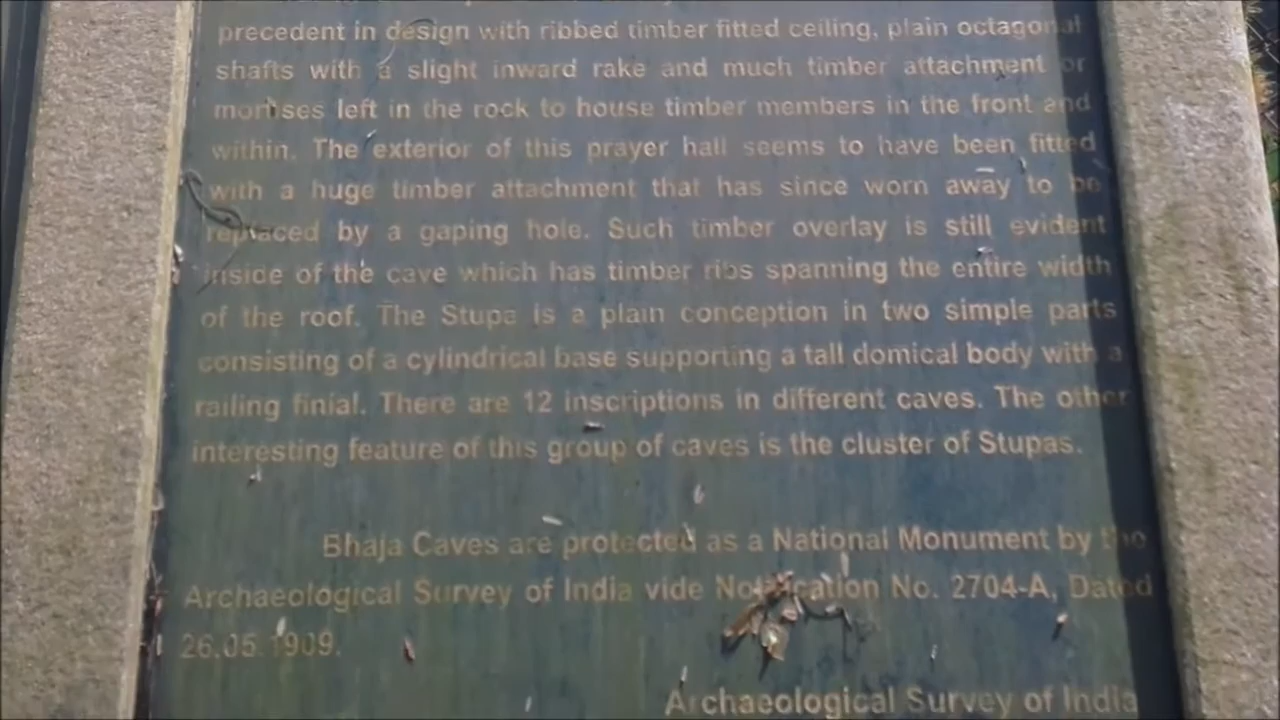 precedent in design with ribbed timber fitted ceiling, plain octagonal
shafts with a slight inward rake and much timber attachment or
mortises left in the rock to house timber members in the front and
within. The exterior of this prayer hall seems to have been fitted
with a huge timber attachment that has since worn away to be
replaced by a gaping hole. Such timber overlay is still evident
inside of the cave which has timber ribs spanning the entire width
of the roof. The Stupa is a plain conception in two simple parts
consisting of a cylindrical base supporting a tall domical body with a
railing finial. There are 12 inscriptions in different caves. The other
interesting feature of this group of caves is the cluster of Stupas.
Bhaja Caves are protected as a National Monument by the
Archaeological Survey of India vide Notification No. 2704-A, Dated
26.05.1909.
Archaeological Survey of India